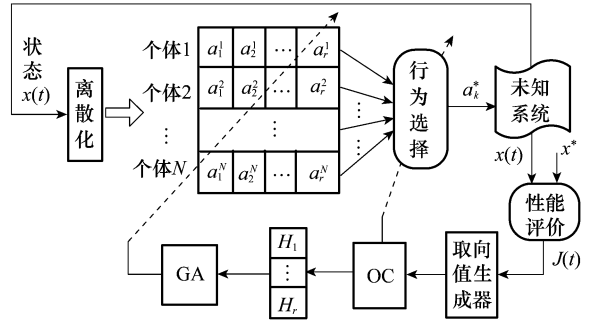 状态
x(t)
离散化
个体1
a₁¹ a₂¹ … aᵣ¹
个体2
a₁² a₂² … aᵣ²
⋮ ⋮
个体N
a₁ᴺ a₂ᴺ … aᵣᴺ
⋮
⋮
行为选择
aₖ*
未知
系统
x(t)
x*
性能
评价
J(t)
取向
值生
成器
OC
H₁
⋮
Hᵣ
GA